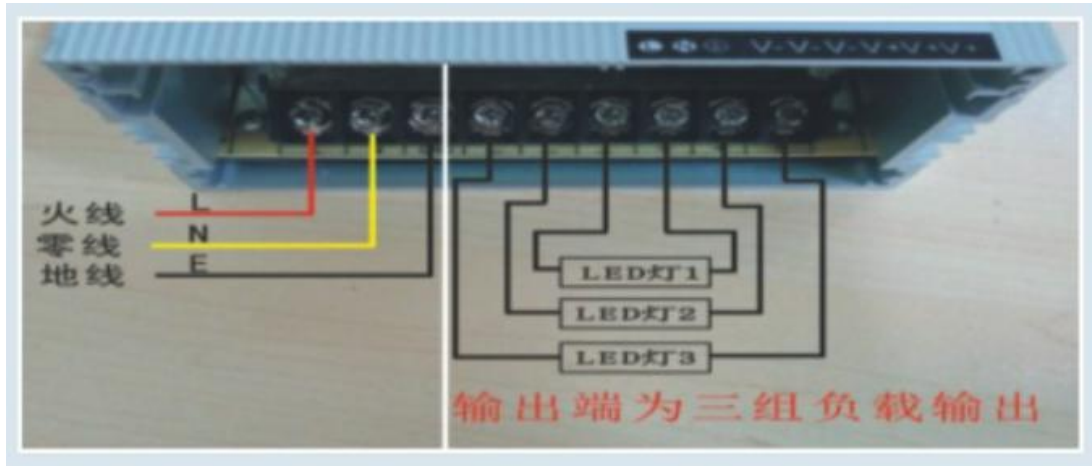 L N ⏚ V-V-V-V+V+V+
火线 L
零线 N
地线 E
LED灯1
LED灯2
LED灯3
输出端为三组负载输出